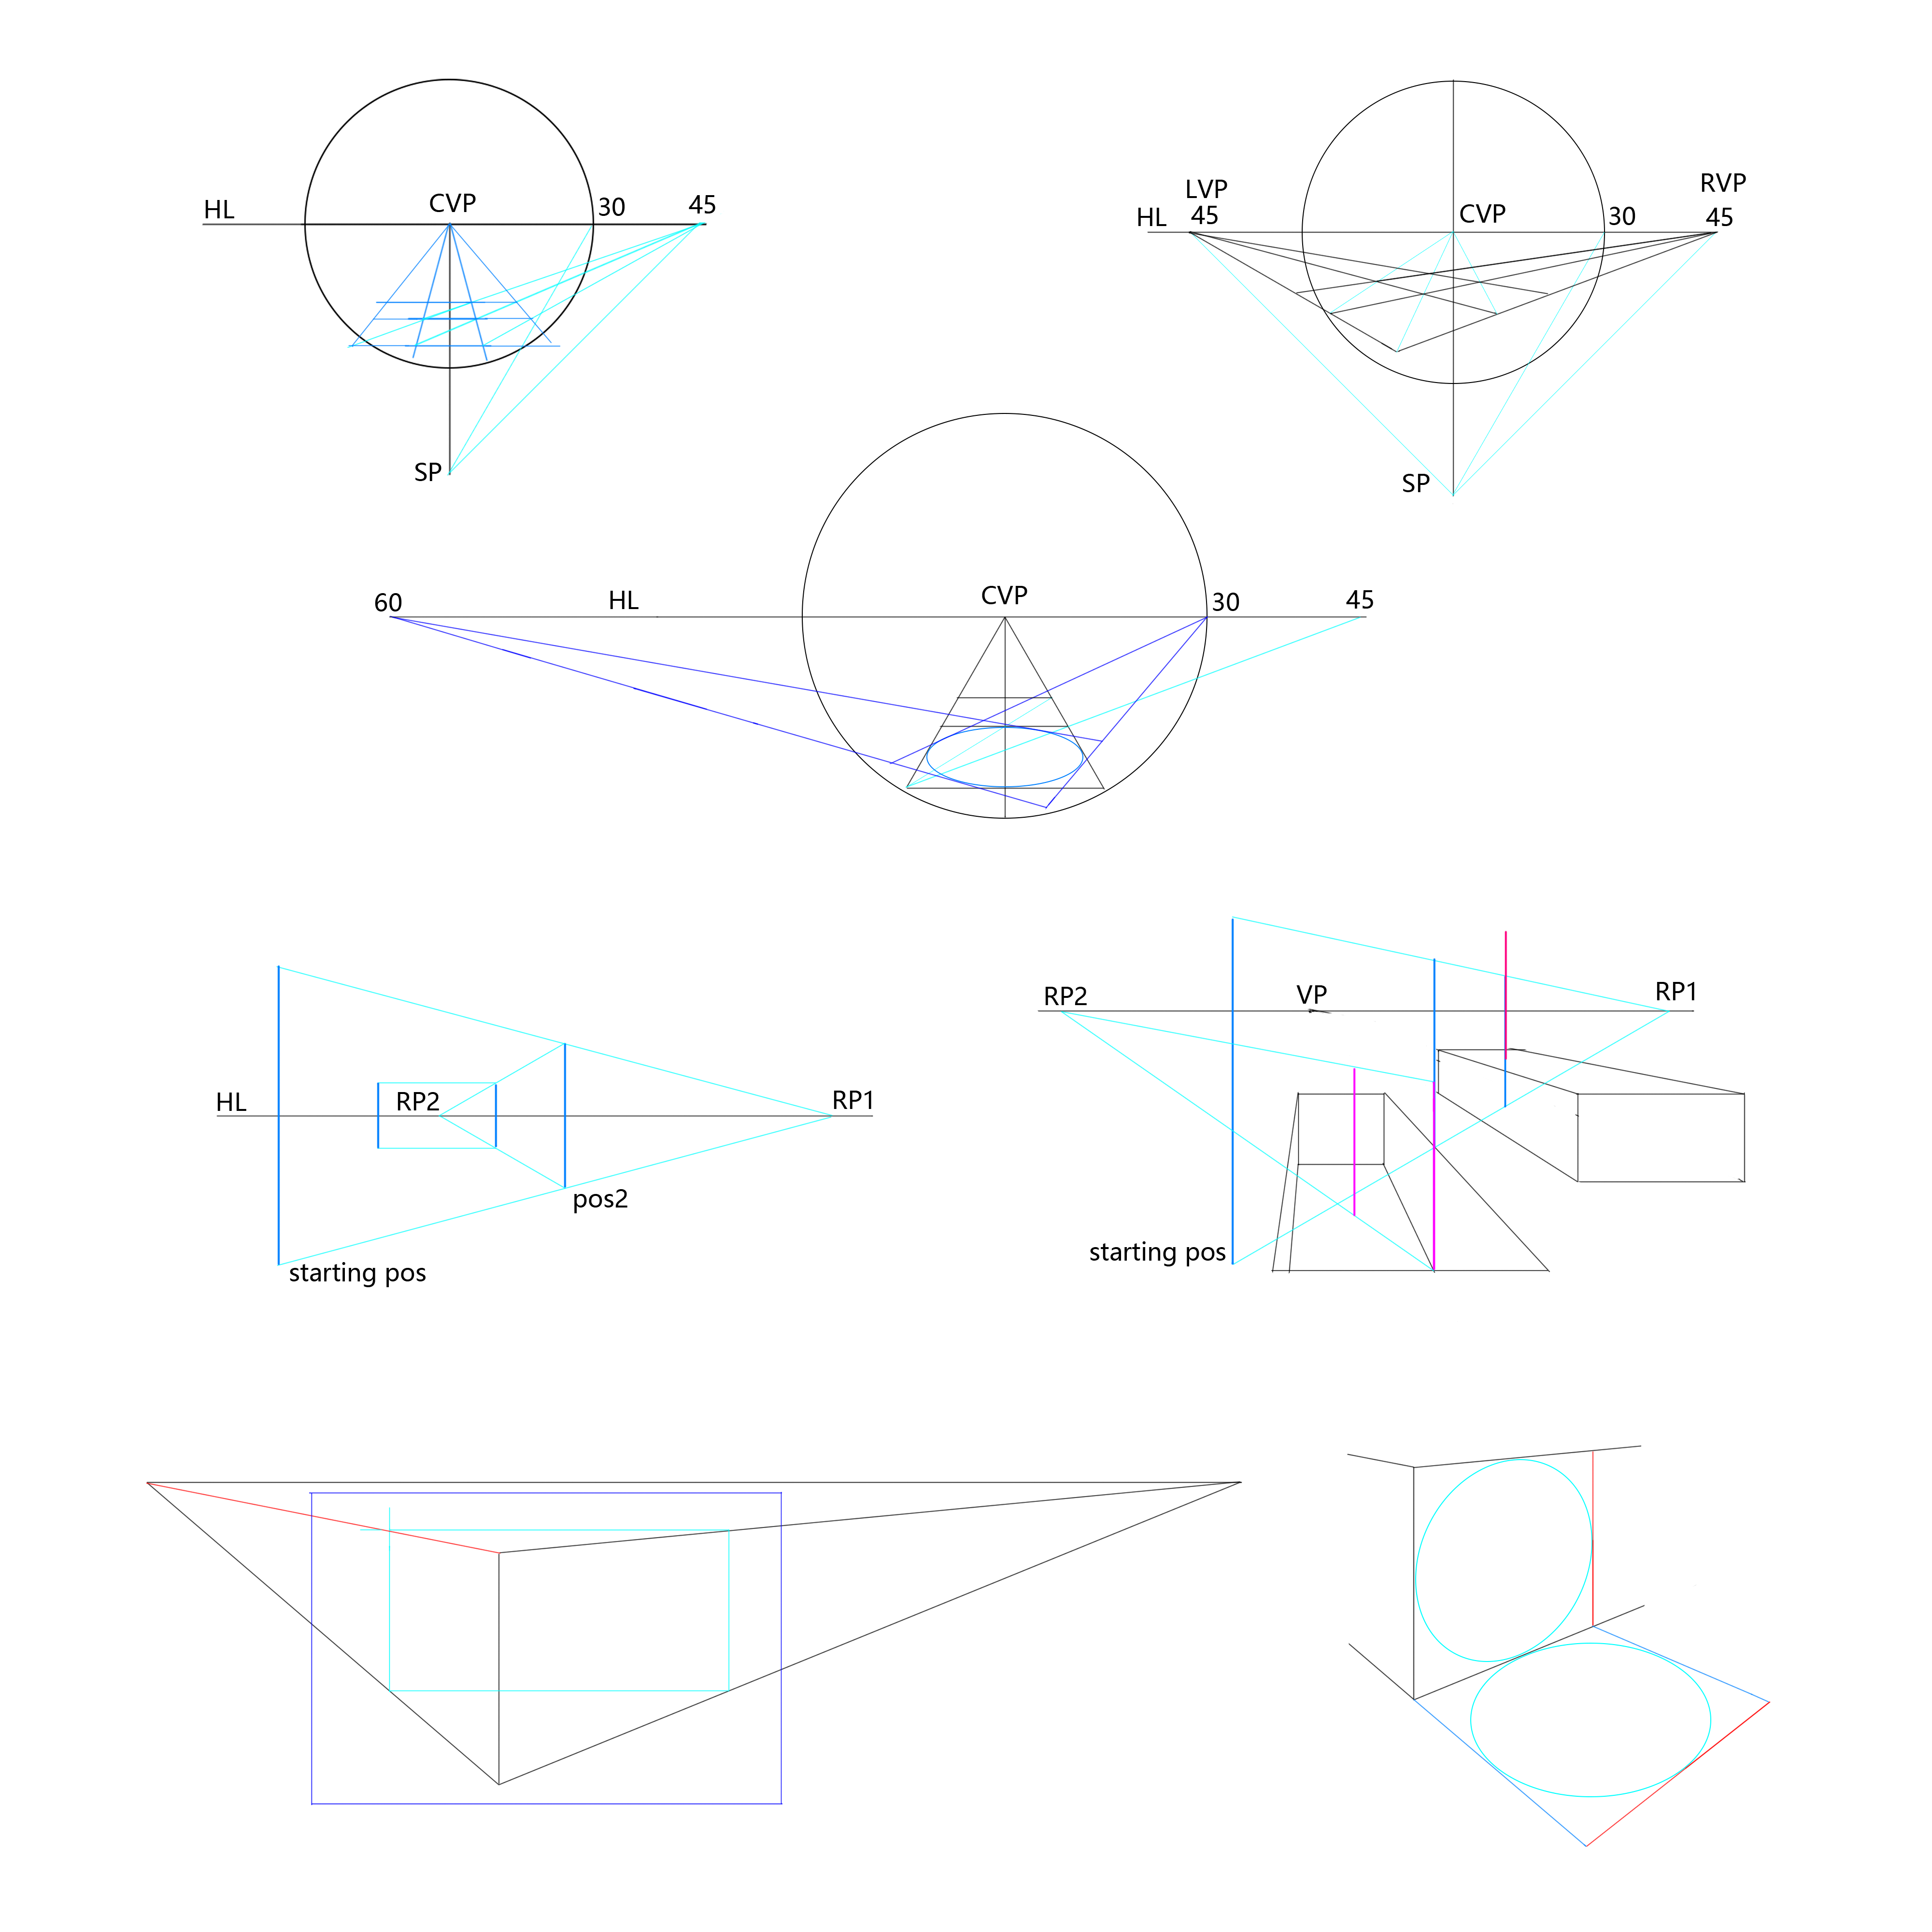 HL
CVP
30
45
SP
LVP
RVP
HL
45
CVP
30
45
SP
60
HL
CVP
30
45
HL
RP2
RP1
pos2
starting pos
RP2
VP
RP1
starting pos